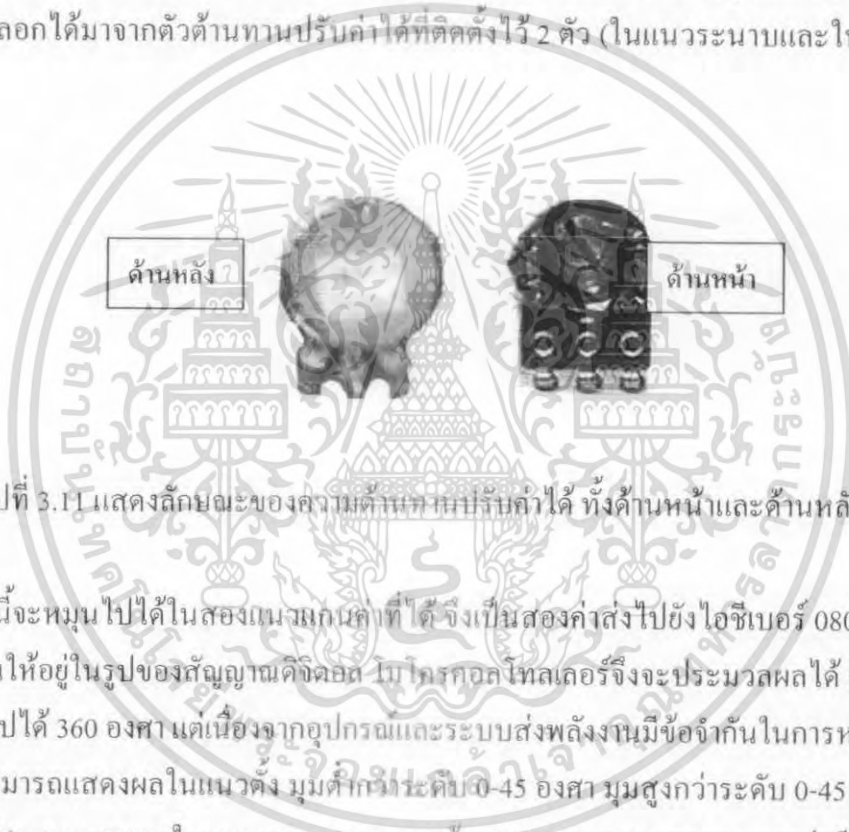 ลอกได้มาจากตัวต้านทานปรับค่าได้ที่ติดตั้งไว้ 2 ตัว (ในแนวระนาบและใน
ด้านหลัง
ด้านหน้า
ปที่ 3.11 แสดงลักษณะของความต้านทานปรับค่าได้ ทั้งด้านหน้าและด้านหลั
นี้จะหมุนไปได้ในสองแนวแกนค่าที่ได้ จึงเป็นสองค่าส่งไปยังไอซีเบอร์ 080
ให้อยู่ในรูปของสัญญาณดิจิตอล ไมโครคอลโทลเลอร์จึงจะประมวลผลได้
ปได้ 360 องศา แต่เนื่องจากอุปกรณ์และระบบส่งพลังงานมีข้อจำกันในการห
ามารถแสดงผลในแนวตั้ง มุมต่ำกว่าระดับ 0-45 องศา มุมสูงกว่าระดับ 0-45